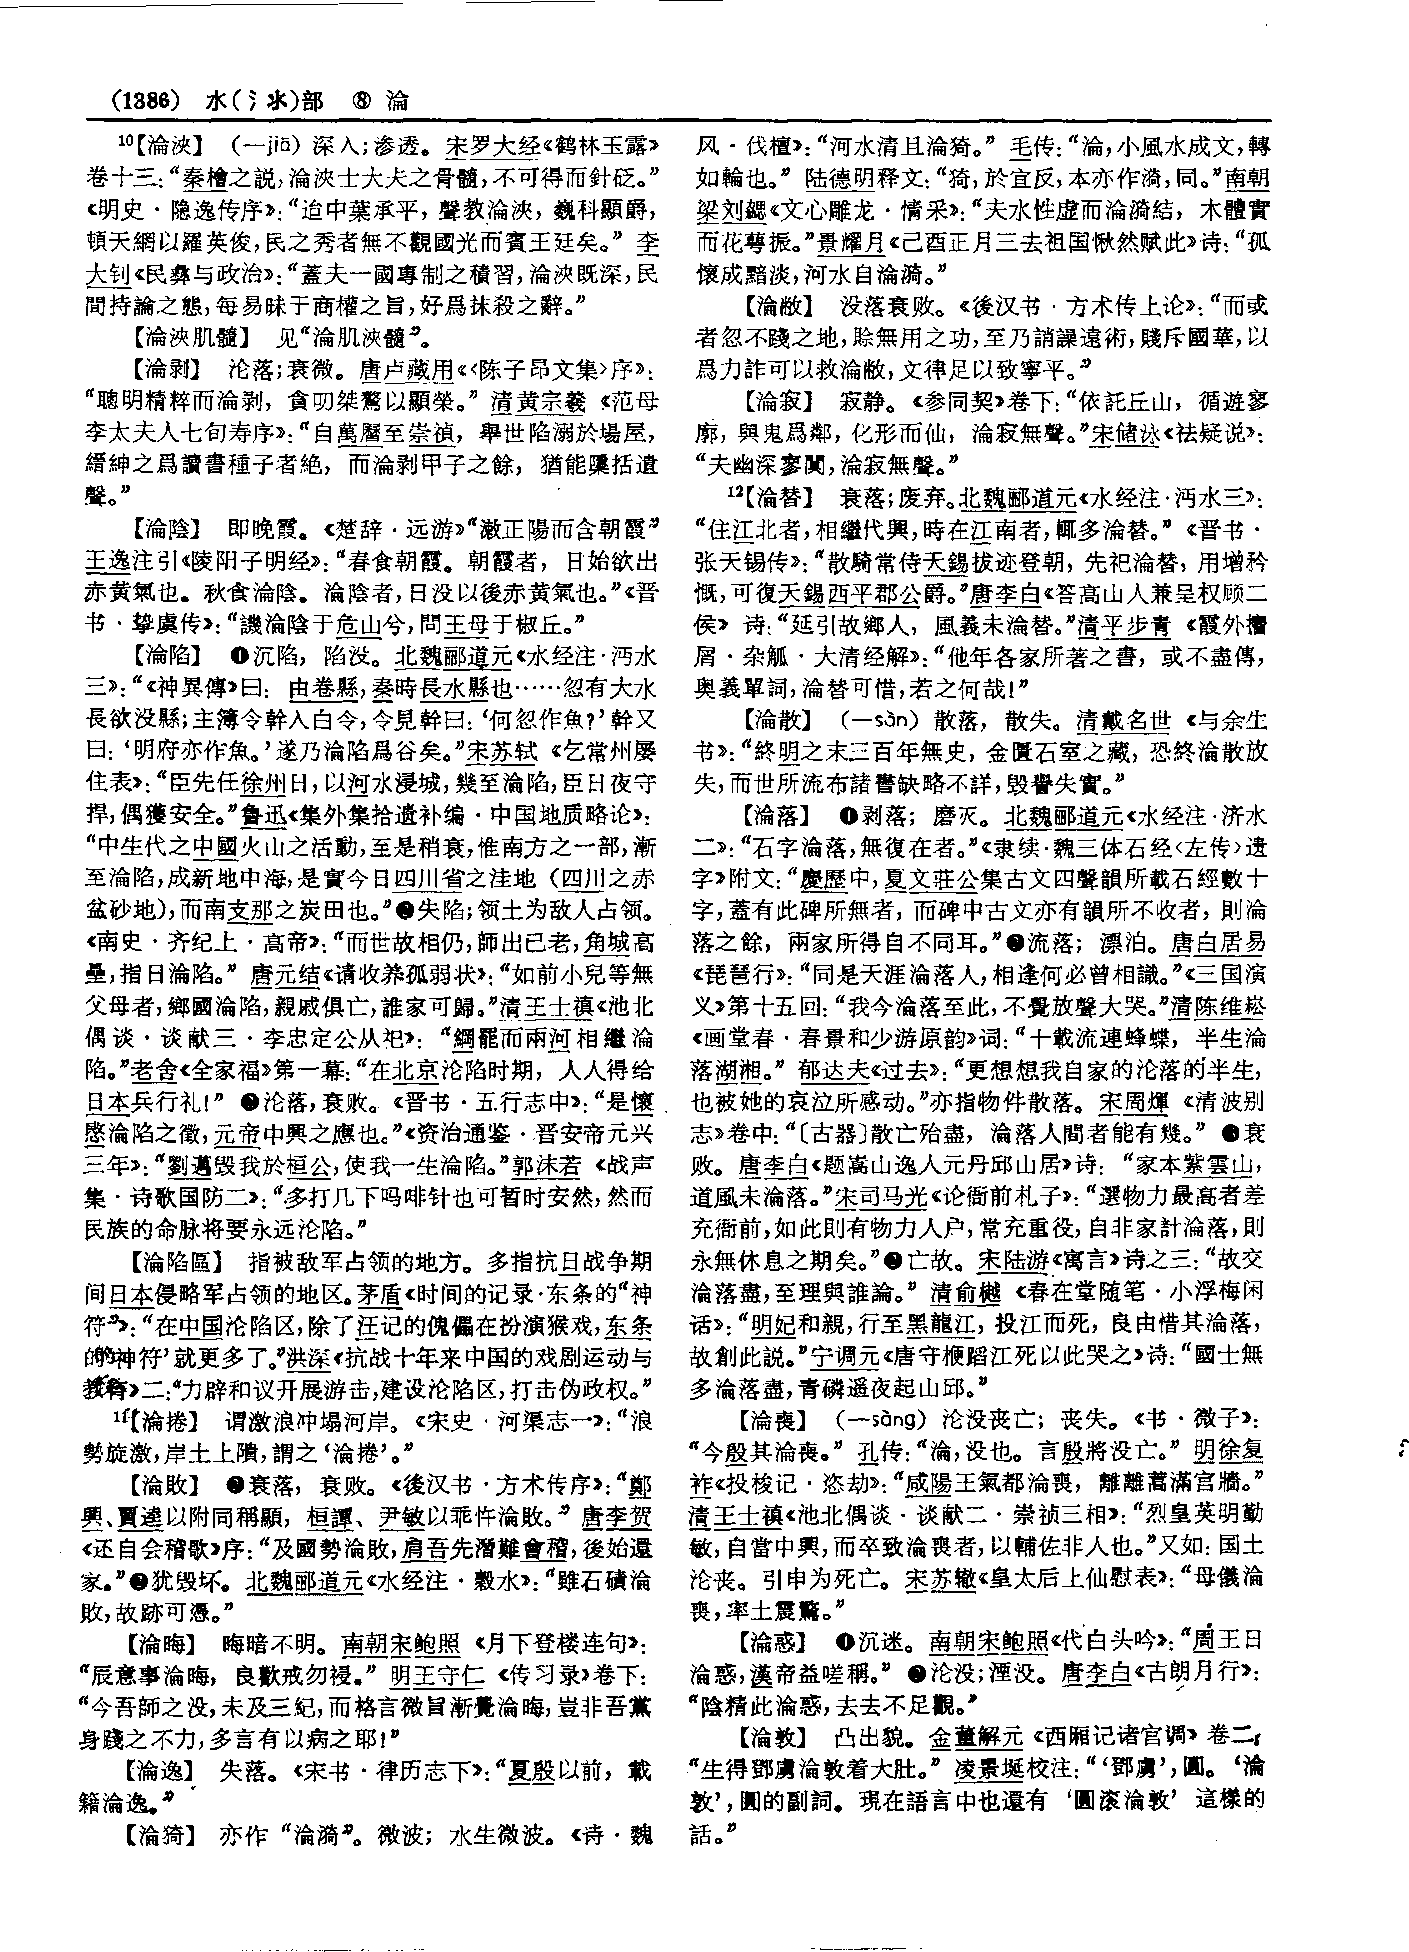 (1386) 水(氵氺)部 ⑧ 淪
¹⁰【淪浹】 (一jiā) 深入；渗透。宋罗大经《鹤林玉露》
卷十三：“秦檜之説，淪浹士大夫之骨髓，不可得而針砭。”
《明史·隐逸传序》：“迨中葉承平，聲教淪浹，巍科顯爵，
頓天網以羅英俊，民之秀者無不觀國光而賓王廷矣。” 李
大钊《民彝与政治》：“蓋夫一國專制之積習，淪浹既深，民
間持論之態，每易昧于商權之旨，好爲抹殺之辭。”
【淪浹肌髓】 见“淪肌浹髓”。
【淪剥】 沦落；衰微。唐卢藏用《〈陈子昂文集〉序》：
“聰明精粹而淪剥，貪叨桀驁以顯榮。” 清黄宗羲《范母
李太夫人七旬寿序》：“自萬曆至崇禎，舉世陷溺於場屋，
縉紳之爲讀書種子者絶，而淪剥甲子之餘，猶能檃括遺
聲。”
【淪陰】 即晚霞。《楚辞·远游》“漱正陽而含朝霞”
王逸注引《陵阳子明经》：“春食朝霞。朝霞者，日始欲出
赤黄氣也。秋食淪陰。淪陰者，日没以後赤黄氣也。”《晋
书·挚虞传》：“譏淪陰于危山兮，問王母于椒丘。”
【淪陷】 ❶沉陷，陷没。北魏郦道元《水经注·沔水
三》：“《神異傳》曰：由卷縣，秦時長水縣也……忽有大水
長欲没縣；主簿令幹入白令，令見幹曰：‘何忽作魚？’幹又
曰：‘明府亦作魚。’遂乃淪陷爲谷矣。”宋苏轼《乞常州居
住表》：“臣先任徐州日，以河水浸城，幾至淪陷，臣日夜守
捍，偶獲安全。”鲁迅《集外集拾遗补编·中国地质略论》：
“中生代之中國火山之活動，至是稍衰，惟南方之一部，漸
至淪陷，成新地中海，是實今日四川省之洼地（四川之赤
盆砂地），而南支那之炭田也。”❷失陷；领土为敌人占领。
《南史·齐纪上·高帝》：“而世故相仍，師出已老，角城高
壘，指日淪陷。” 唐元结《请收养孤弱状》：“如前小兒等無
父母者，鄉國淪陷，親戚俱亡，誰家可歸。”清王士禛《池北
偶谈·谈献三·李忠定公从祀》：“綱罷而兩河相繼淪
陷。”老舍《全家福》第一幕：“在北京沦陷时期，人人得给
日本兵行礼！” ❸沦落，衰败。《晋书·五行志中》：“是懷
愍淪陷之徵，元帝中興之應也。”《资治通鉴·晋安帝元兴
三年》：“劉邁毁我於桓公，使我一生淪陷。”郭沫若《战声
集·诗歌国防二》：“多打几下吗啡针也可暂时安然，然而
民族的命脉将要永远沦陷。”
【淪陷區】 指被敌军占领的地方。多指抗日战争期
间日本侵略军占领的地区。茅盾《时间的记录·东条的“神
符”》：“在中国沦陷区，除了汪记的傀儡在扮演猴戏，东条
的‘神符’就更多了。”洪深《抗战十年来中国的戏剧运动与
教育》二：“力辟和议开展游击，建设沦陷区，打击伪政权。”
¹¹【淪捲】 谓激浪冲塌河岸。《宋史·河渠志一》：“浪
勢旋激，岸土上隤，謂之‘淪捲’。”
【淪敗】 ❶衰落，衰败。《後汉书·方术传序》：“鄭
興、賈逵以附同稱顯，桓譚、尹敏以乖忤淪敗。” 唐李贺
《还自会稽歌》序：“及國勢淪敗，肩吾先潛難會稽，後始還
家。”❷犹毁坏。北魏郦道元《水经注·穀水》：“雖石磧淪
敗，故跡可憑。”
【淪晦】 晦暗不明。南朝宋鲍照《月下登楼连句》：
“辰意事淪晦，良歡戒勿祲。” 明王守仁《传习录》卷下：
“今吾師之没，未及三紀，而格言微旨漸覺淪晦，豈非吾黨
身踐之不力，多言有以病之耶！”
【淪逸】 失落。《宋书·律历志下》：“夏殷以前，載
籍淪逸。”
【淪猗】 亦作“淪漪”。微波；水生微波。《诗·魏
风·伐檀》：“河水清且淪猗。” 毛传：“淪，小風水成文，轉
如輪也。” 陆德明释文：“猗，於宜反，本亦作漪，同。”南朝
梁刘勰《文心雕龙·情采》：“夫水性虚而淪漪結，木體實
而花萼振。”景耀月《己酉正月三去祖国愀然赋此》诗：“孤
懷成黯淡，河水自淪漪。”
【淪敝】 没落衰败。《後汉书·方术传上论》：“而或
者忽不踐之地，賒無用之功，至乃誚譟遠術，賤斥國華，以
爲力詐可以救淪敝，文律足以致寧平。”
【淪寂】 寂静。《参同契》卷下：“依託丘山，循遊寥
廓，與鬼爲鄰，化形而仙，淪寂無聲。”宋储泳《祛疑说》：
“夫幽深寥闃，淪寂無聲。”
¹²【淪替】 衰落；废弃。北魏郦道元《水经注·沔水三》：
“住江北者，相繼代興，時在江南者，輒多淪替。” 《晋书·
张天锡传》：“散騎常侍天錫拔迹登朝，先祀淪替，用增矜
慨，可復天錫西平郡公爵。”唐李白《答高山人兼呈权顾二
侯》诗：“延引故鄉人，風義未淪替。”清平步青《霞外攟
屑·杂觚·大清经解》：“他年各家所著之書，或不盡傳，
奥義單詞，淪替可惜，若之何哉！”
【淪散】 (一sàn) 散落，散失。清戴名世《与余生
书》：“終明之末三百年無史，金匱石室之藏，恐終淪散放
失，而世所流布諸書缺略不詳，毁譽失實。”
【淪落】 ❶剥落；磨灭。北魏郦道元《水经注·济水
二》：“石字淪落，無復在者。”《隶续·魏三体石经〈左传〉遗
字》附文：“慶歷中，夏文莊公集古文四聲韻所載石經數十
字，蓋有此碑所無者，而碑中古文亦有韻所不收者，則淪
落之餘，兩家所得自不同耳。”❷流落；漂泊。唐白居易
《琵琶行》：“同是天涯淪落人，相逢何必曾相識。”《三国演
义》第十五回：“我今淪落至此，不覺放聲大哭。”清陈维崧
《画堂春·春景和少游原韵》词：“十載流連蜂蝶，半生淪
落湖湘。” 郁达夫《过去》：“更想想我自家的沦落的半生，
也被她的哀泣所感动。”亦指物件散落。宋周煇《清波别
志》卷中：“〔古器〕散亡殆盡，淪落人間者能有幾。” ❸衰
败。唐李白《题嵩山逸人元丹邱山居》诗：“家本紫雲山，
道風未淪落。”宋司马光《论衙前札子》：“選物力最高者差
充衙前，如此則有物力人户，常充重役，自非家計淪落，則
永無休息之期矣。”❹亡故。宋陆游《寓言》诗之三：“故交
淪落盡，至理與誰論。” 清俞樾《春在堂随笔·小浮梅闲
话》：“明妃和親，行至黑龍江，投江而死，良由惜其淪落，
故創此説。”宁调元《唐守楩蹈江死以此哭之》诗：“國士無
多淪落盡，青磷遥夜起山邱。”
【淪喪】 (一sàng) 沦没丧亡；丧失。《书·微子》：
“今殷其淪喪。” 孔传：“淪，没也。言殷將没亡。” 明徐复
祚《投梭记·恣劫》：“咸陽王氣都淪喪，離離蒿滿宫牆。”
清王士禛《池北偶谈·谈献二·崇祯三相》：“烈皇英明勤
敏，自當中興，而卒致淪喪者，以輔佐非人也。”又如：国土
沦丧。引申为死亡。宋苏辙《皇太后上仙慰表》：“母儀淪
喪，率土震驚。”
【淪惑】 ❶沉迷。南朝宋鲍照《代白头吟》：“周王日
淪惑，漢帝益嗟稱。” ❷沦没；湮没。唐李白《古朗月行》：
“陰精此淪惑，去去不足觀。”
【淪敦】 凸出貌。金董解元《西厢记诸宫调》卷二：
“生得鄧虜淪敦着大肚。” 凌景埏校注：“‘鄧虜’，圓。‘淪
敦’，圓的副詞。現在語言中也還有‘圓滚淪敦’這樣的
話。”